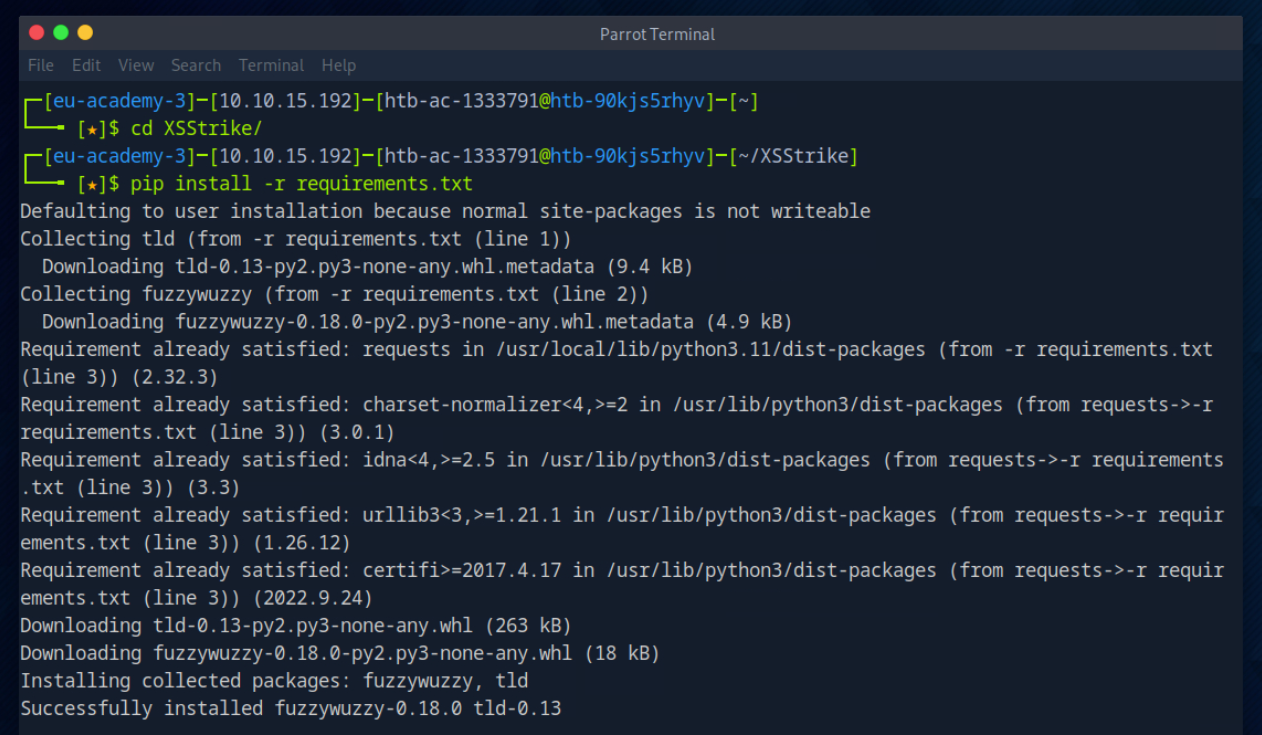 Parrot Terminal
File Edit View Search Terminal Help
┌─[eu-academy-3]─[10.10.15.192]─[htb-ac-1333791@htb-90kjs5rhyv]─[~]
└──╼ [★]$ cd XSStrike/
┌─[eu-academy-3]─[10.10.15.192]─[htb-ac-1333791@htb-90kjs5rhyv]─[~/XSStrike]
└──╼ [★]$ pip install -r requirements.txt
Defaulting to user installation because normal site-packages is not writeable
Collecting tld (from -r requirements.txt (line 1))
  Downloading tld-0.13-py2.py3-none-any.whl.metadata (9.4 kB)
Collecting fuzzywuzzy (from -r requirements.txt (line 2))
  Downloading fuzzywuzzy-0.18.0-py2.py3-none-any.whl.metadata (4.9 kB)
Requirement already satisfied: requests in /usr/local/lib/python3.11/dist-packages (from -r requirements.txt
(line 3)) (2.32.3)
Requirement already satisfied: charset-normalizer<4,>=2 in /usr/lib/python3/dist-packages (from requests->-r
requirements.txt (line 3)) (3.0.1)
Requirement already satisfied: idna<4,>=2.5 in /usr/lib/python3/dist-packages (from requests->-r requirements
.txt (line 3)) (3.3)
Requirement already satisfied: urllib3<3,>=1.21.1 in /usr/lib/python3/dist-packages (from requests->-r requir
ements.txt (line 3)) (1.26.12)
Requirement already satisfied: certifi>=2017.4.17 in /usr/lib/python3/dist-packages (from requests->-r requir
ements.txt (line 3)) (2022.9.24)
Downloading tld-0.13-py2.py3-none-any.whl (263 kB)
Downloading fuzzywuzzy-0.18.0-py2.py3-none-any.whl (18 kB)
Installing collected packages: fuzzywuzzy, tld
Successfully installed fuzzywuzzy-0.18.0 tld-0.13